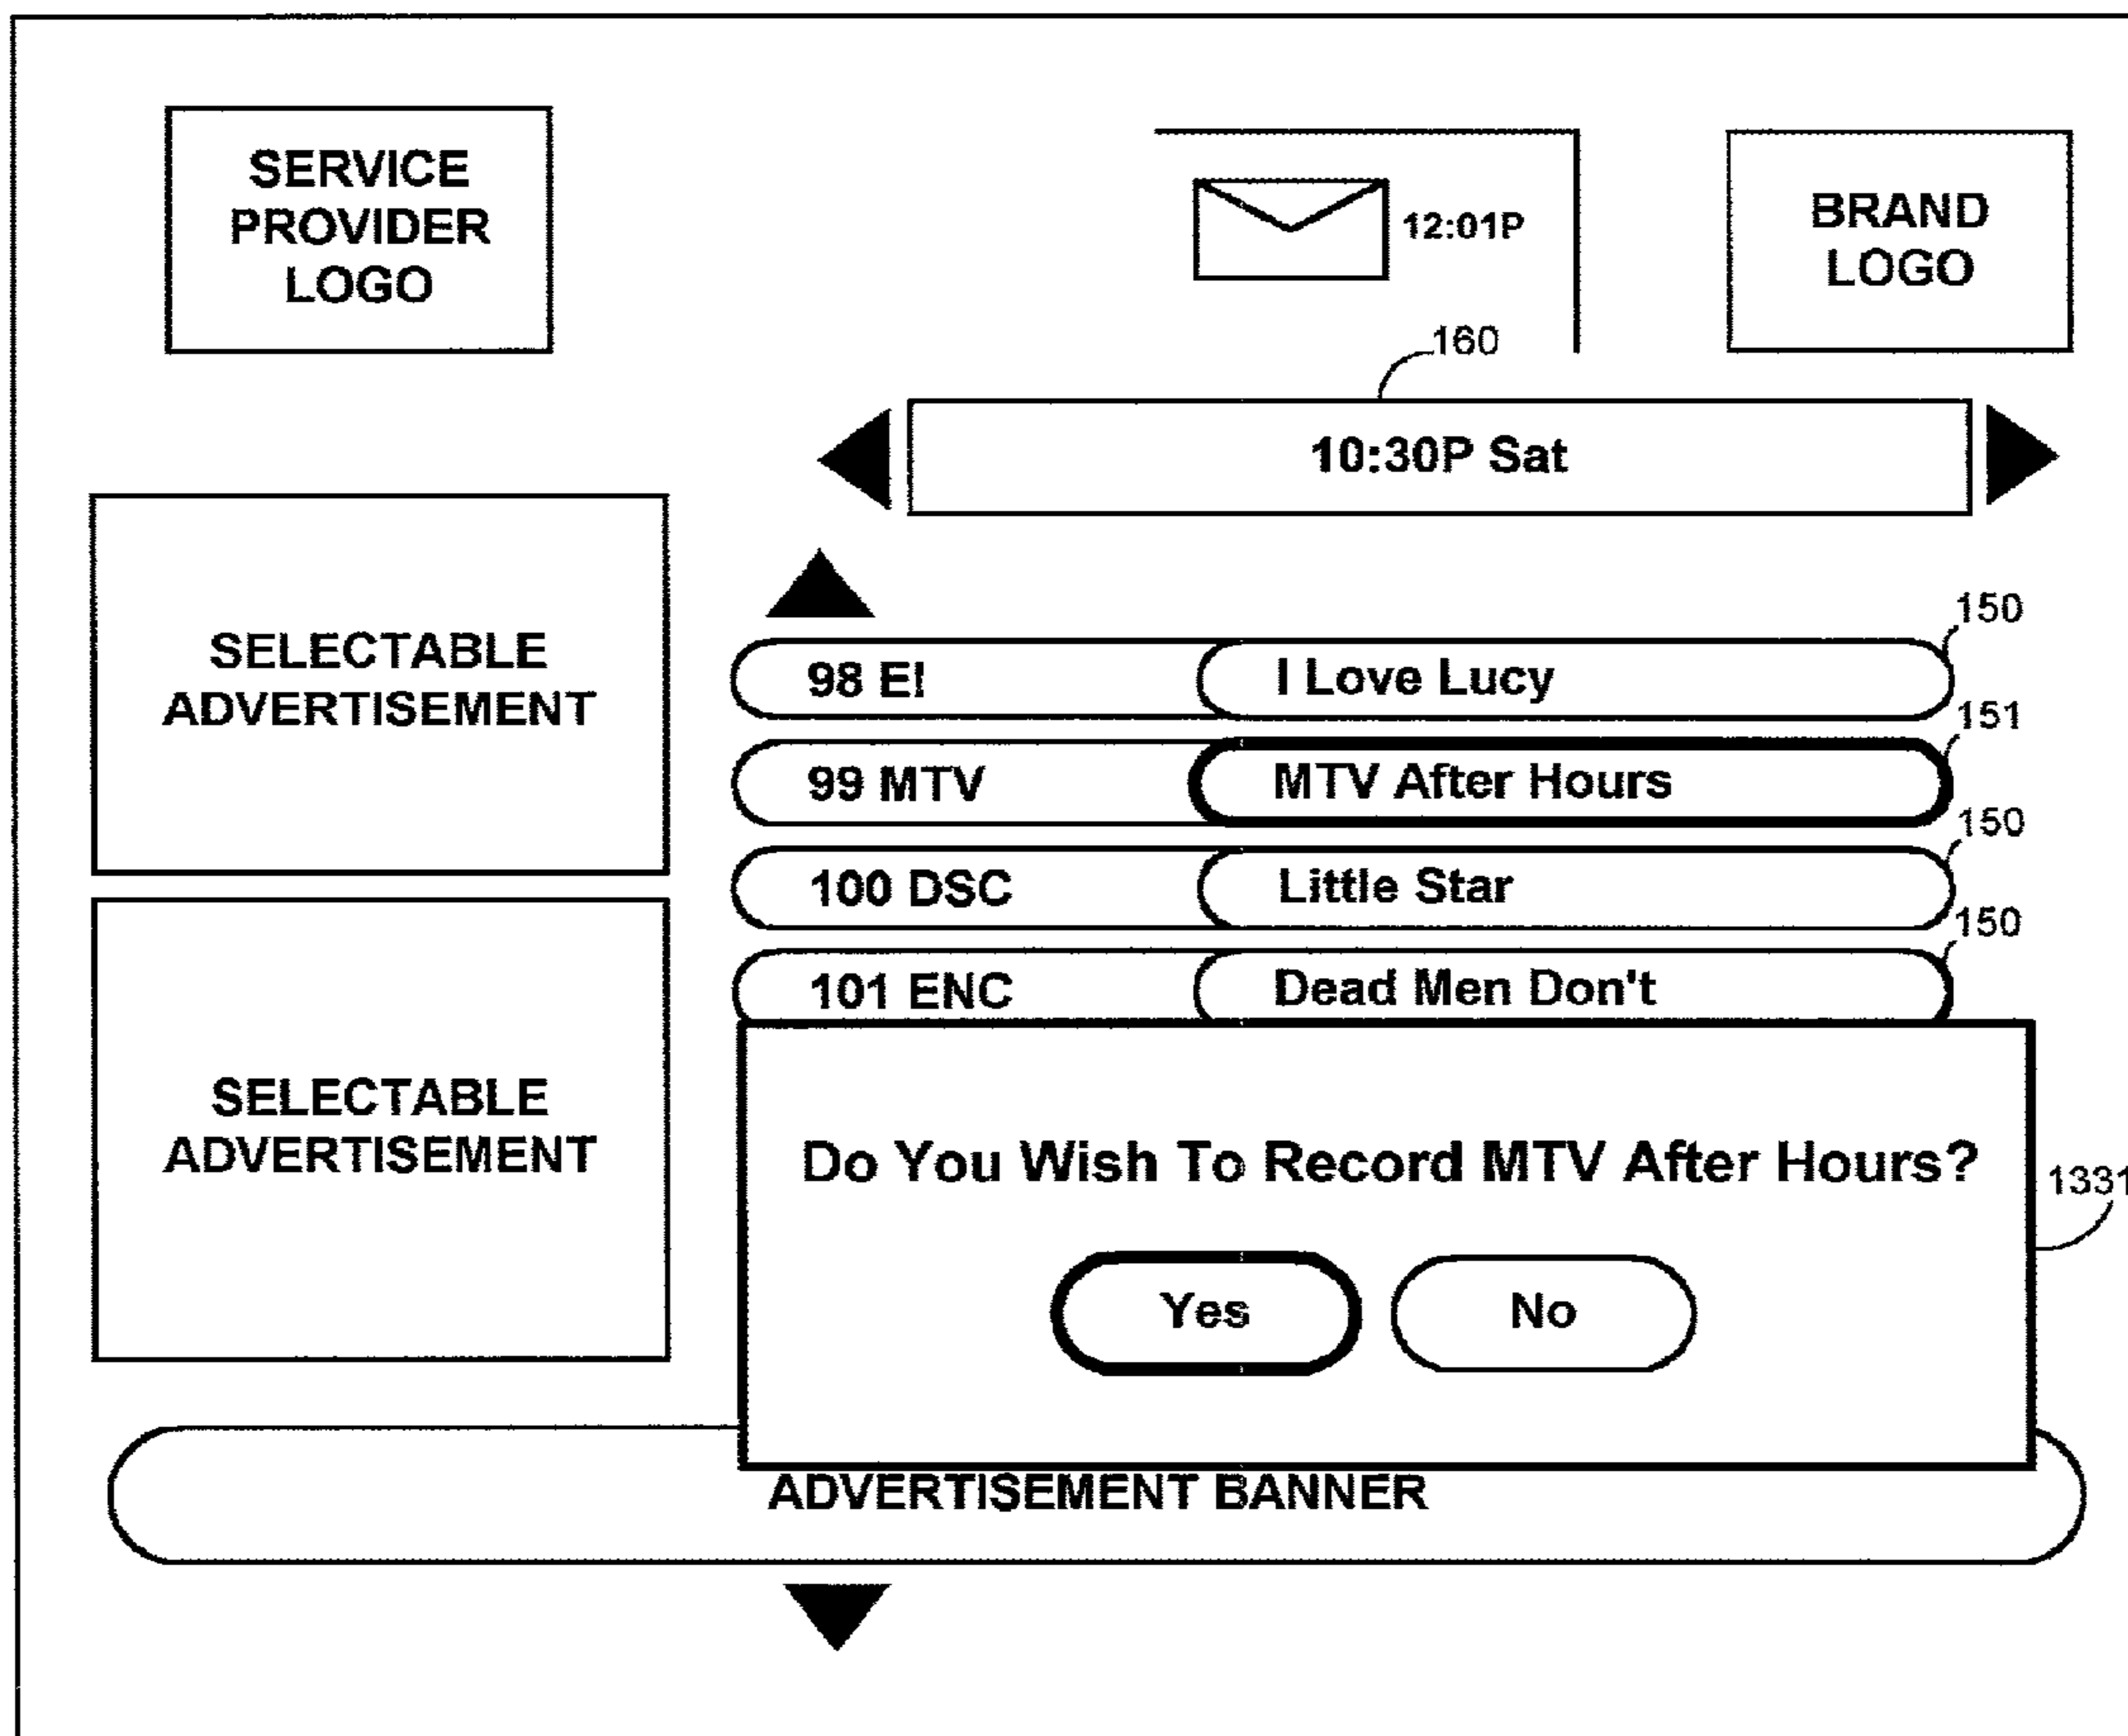 SERVICE
PROVIDER
LOGO
12:01P
BRAND
LOGO
160
10:30P Sat
SELECTABLE
ADVERTISEMENT
150
98 E! I Love Lucy
151
99 MTV MTV After Hours
150
100 DSC Little Star
150
101 ENC Dead Men Don't
SELECTABLE
ADVERTISEMENT
Do You Wish To Record MTV After Hours?
1331
Yes No
ADVERTISEMENT BANNER